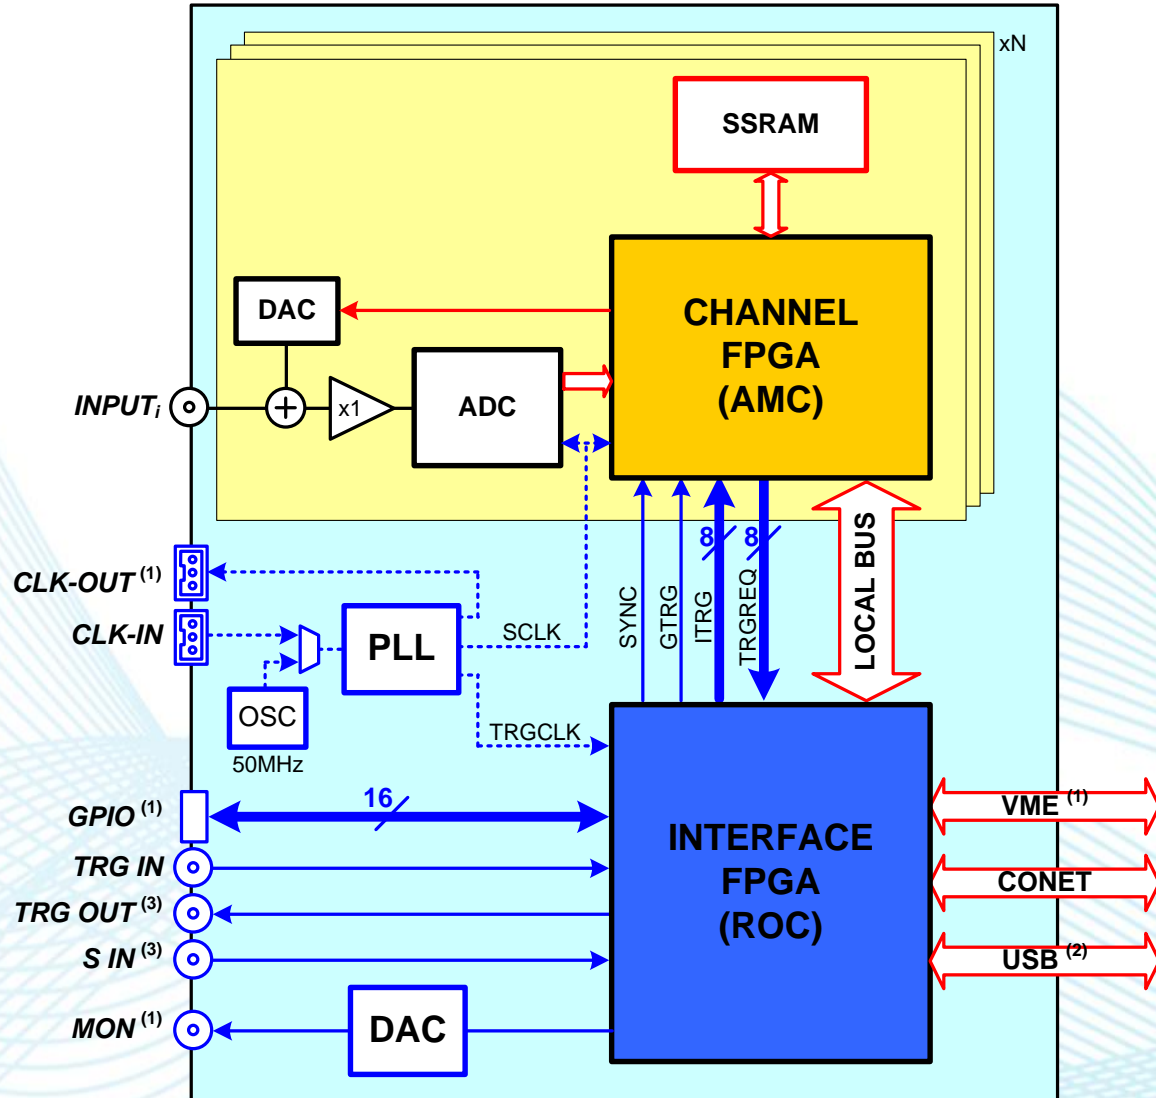 xN
SSRAM
DAC
CHANNEL
FPGA
(AMC)
INPUTi
+
x1
ADC
8
8
SYNC
GTRG
ITRG
TRGREQ
LOCAL BUS
CLK-OUT (1)
CLK-IN
PLL
SCLK
OSC
50MHz
TRGCLK
GPIO (1)
16
TRG IN
TRG OUT (3)
S IN (3)
MON (1)
DAC
INTERFACE
FPGA
(ROC)
VME (1)
CONET
USB (2)